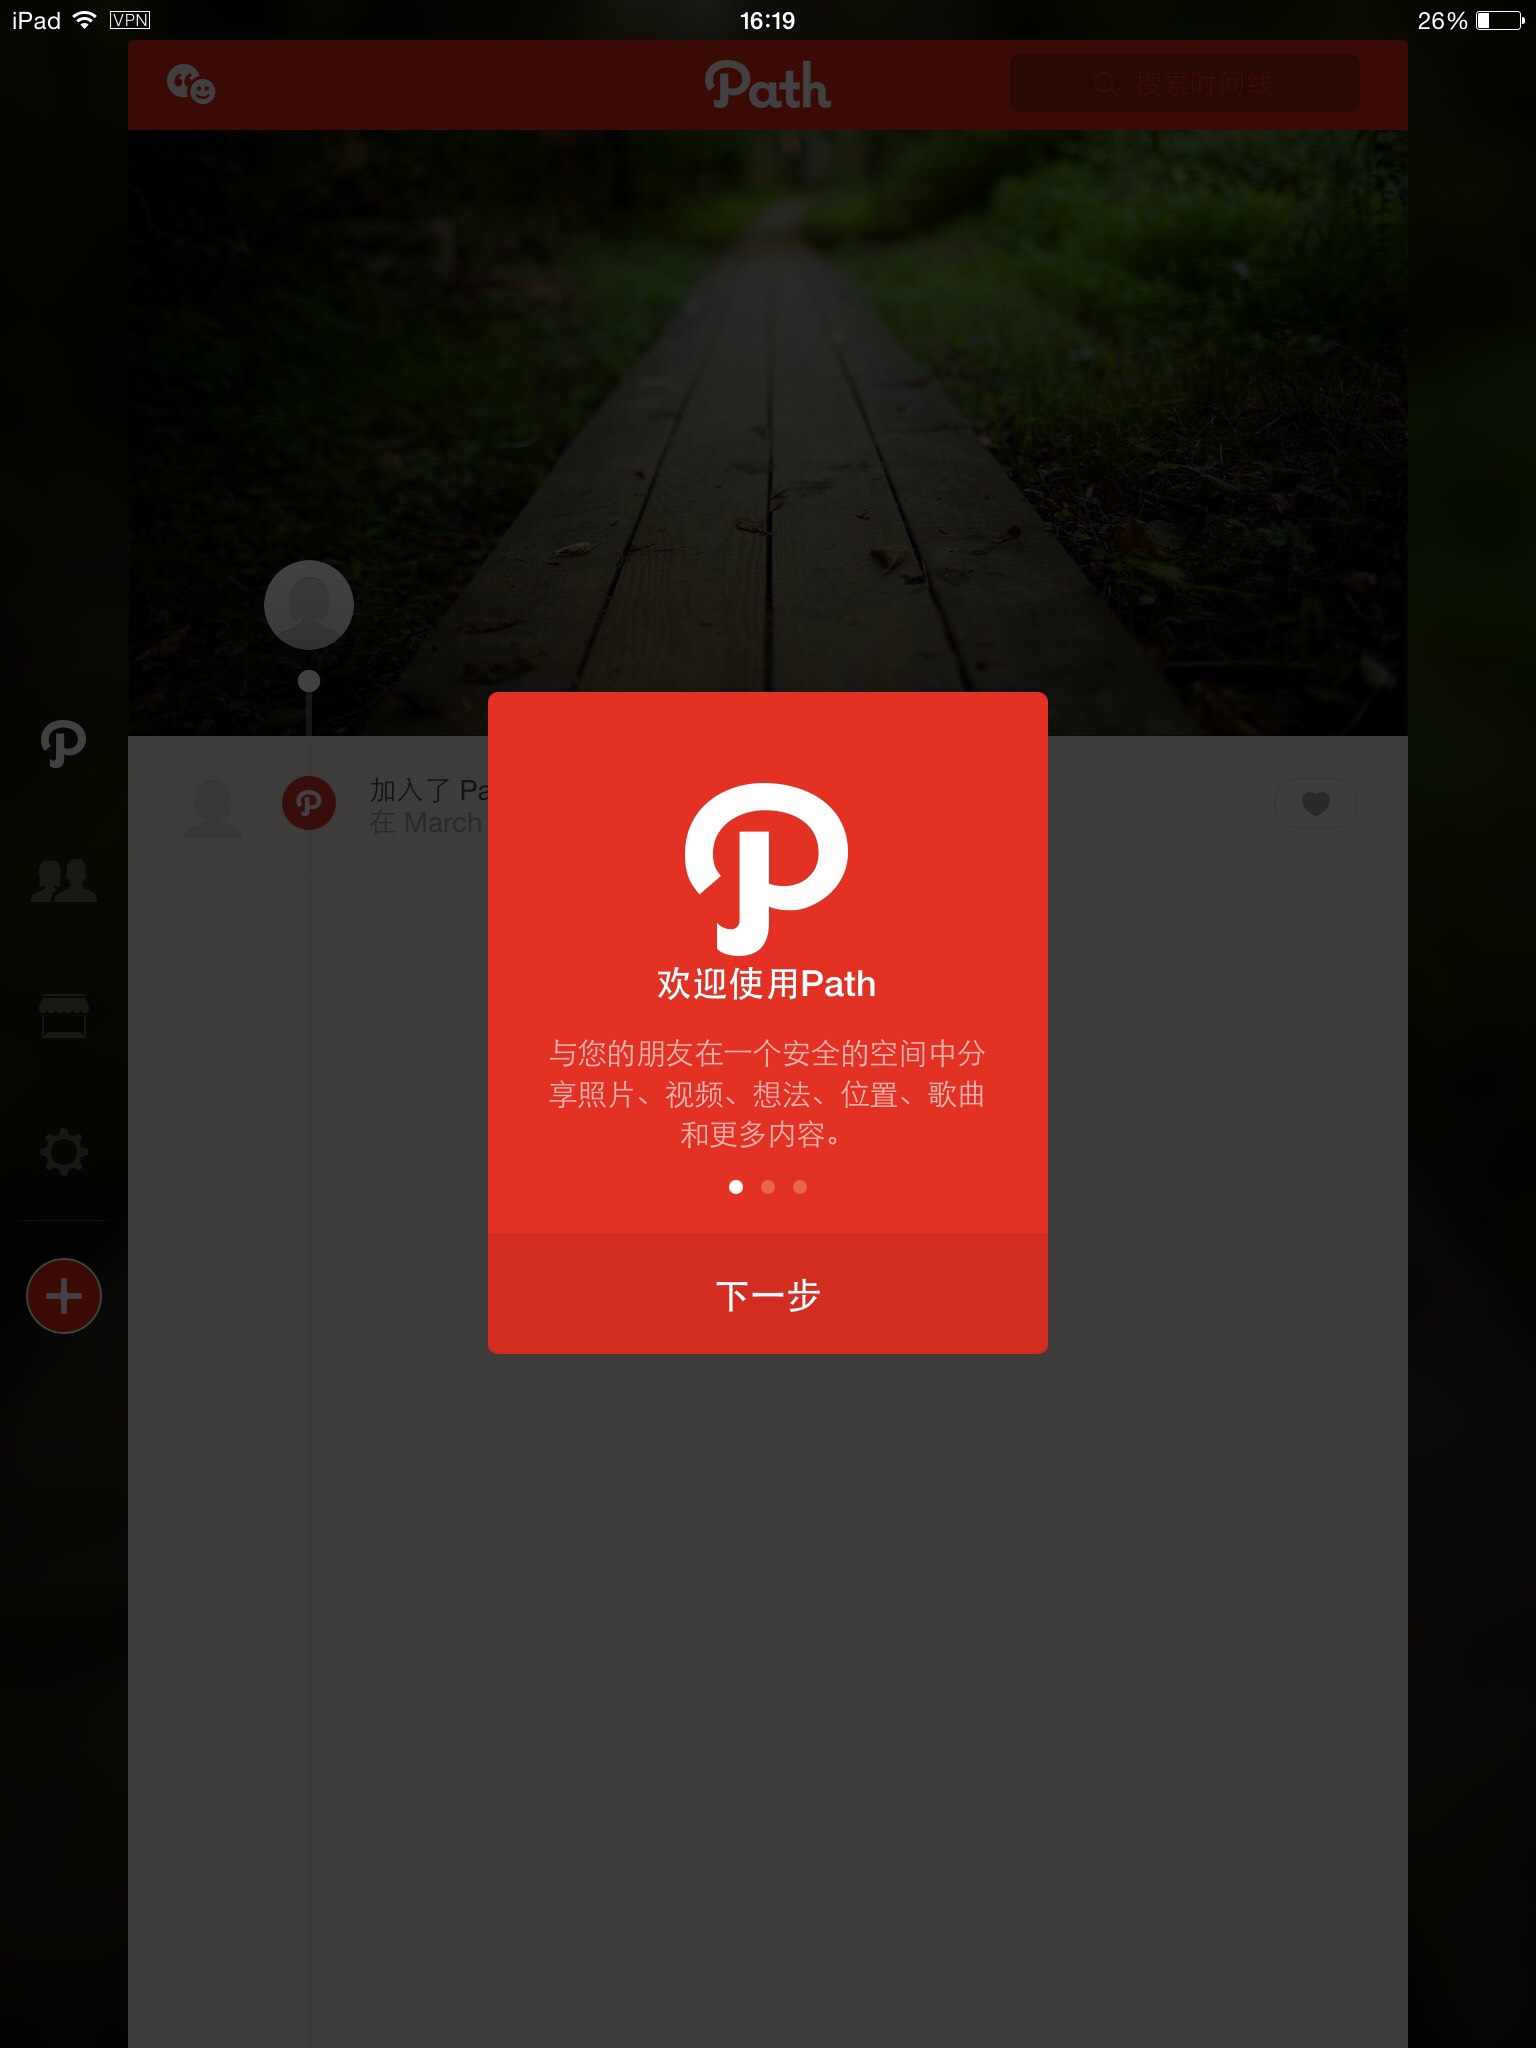 iPad VPN 16:19 26%
Path 搜索时间线
加入了 Pa
在 March
欢迎使用Path
与您的朋友在一个安全的空间中分
享照片、视频、想法、位置、歌曲
和更多内容。
下一步